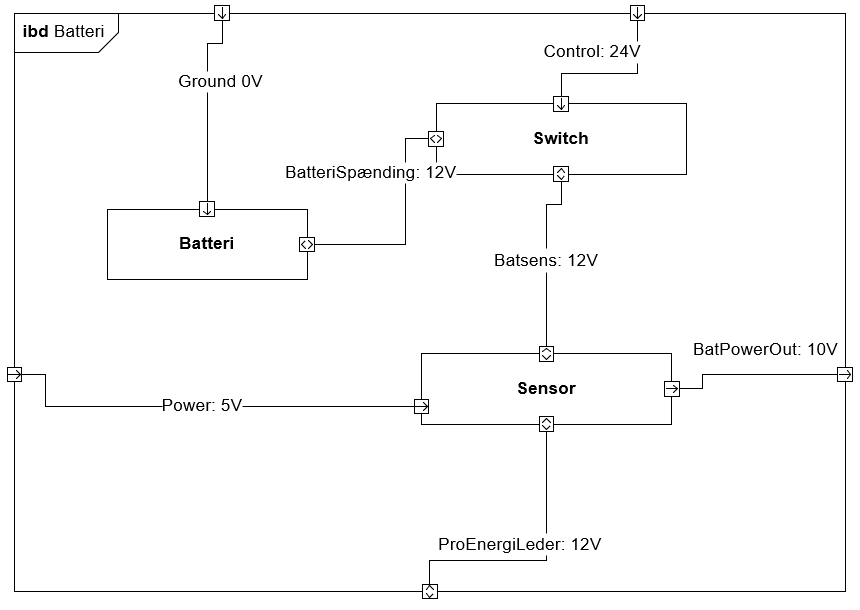 ibd Batteri
Control: 24V
Ground 0V
Switch
BatteriSpænding: 12V
Batteri
Batsens: 12V
BatPowerOut: 10V
Sensor
Power: 5V
ProEnergiLeder: 12V